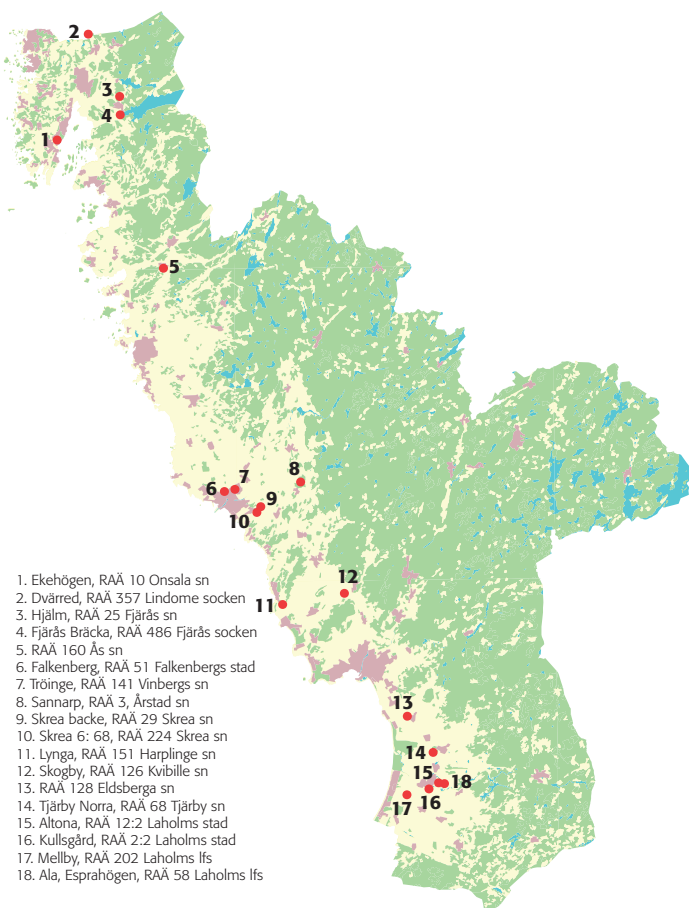 2
3
4
1
5
8
7
6
9
10
12
11
13
14
15
18
16
17
1. Ekehögen, RAÄ 10 Onsala sn
2. Dvärred, RAÄ 357 Lindome socken
3. Hjälm, RAÄ 25 Fjärås sn
4. Fjärås Bräcka, RAÄ 486 Fjärås socken
5. RAÄ 160 Ås sn
6. Falkenberg, RAÄ 51 Falkenbergs stad
7. Tröinge, RAÄ 141 Vinbergs sn
8. Sannarp, RAÄ 3, Årstad sn
9. Skrea backe, RAÄ 29 Skrea sn
10. Skrea 6: 68, RAÄ 224 Skrea sn
11. Lynga, RAÄ 151 Harplinge sn
12. Skogby, RAÄ 126 Kvibille sn
13. RAÄ 128 Eldsberga sn
14. Tjärby Norra, RAÄ 68 Tjärby sn
15. Altona, RAÄ 12:2 Laholms stad
16. Kullsgård, RAÄ 2:2 Laholms stad
17. Mellby, RAÄ 202 Laholms lfs
18. Ala, Esprahögen, RAÄ 58 Laholms lfs